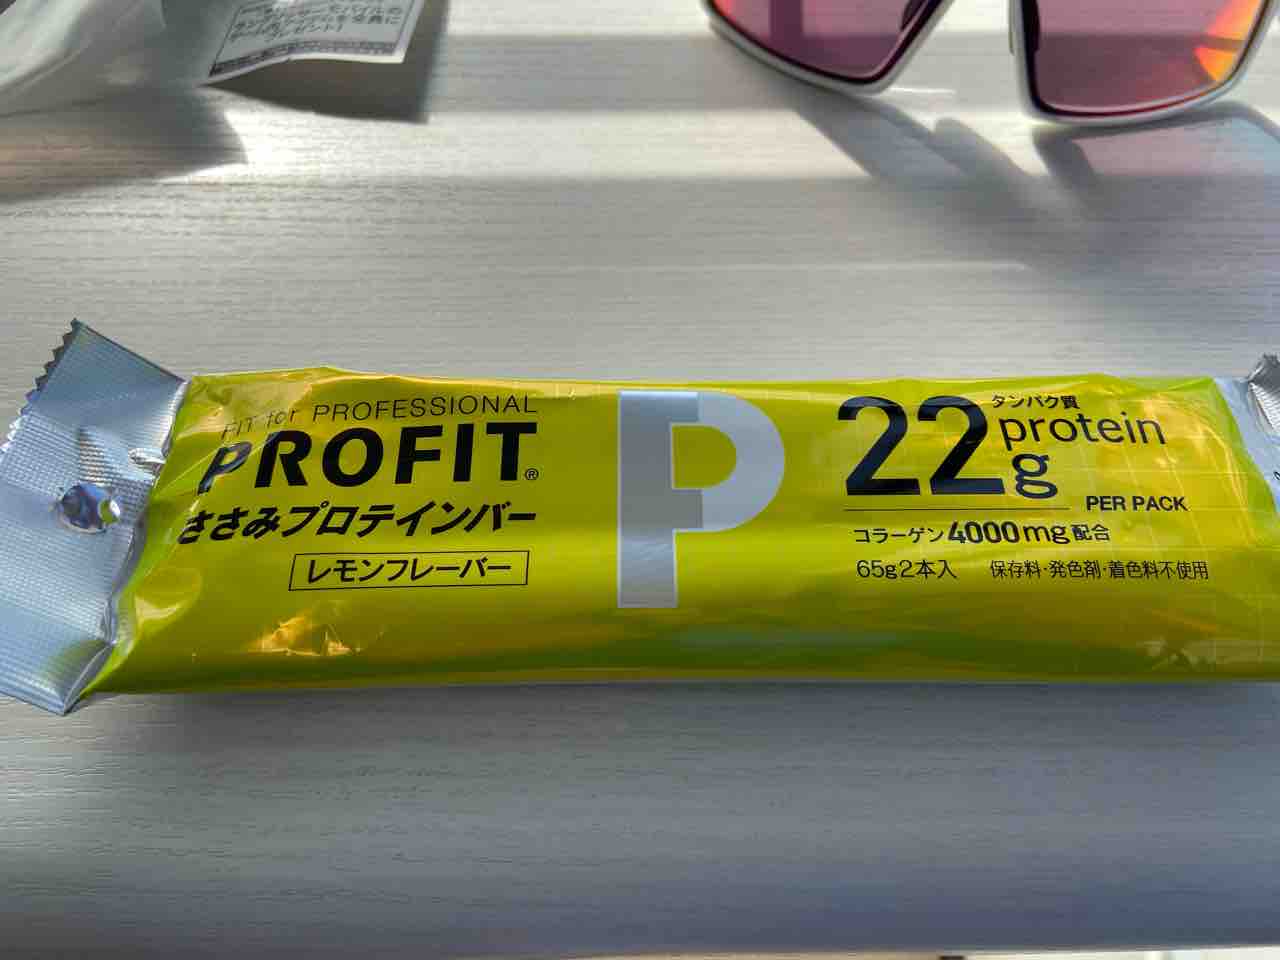 FIT for PROFESSIONAL
PROFIT®
ささみプロテインバー
レモンフレーバー
22g タンパク質 protein
PER PACK
コラーゲン4000mg配合
65g2本入 保存料・発色剤・着色料不使用